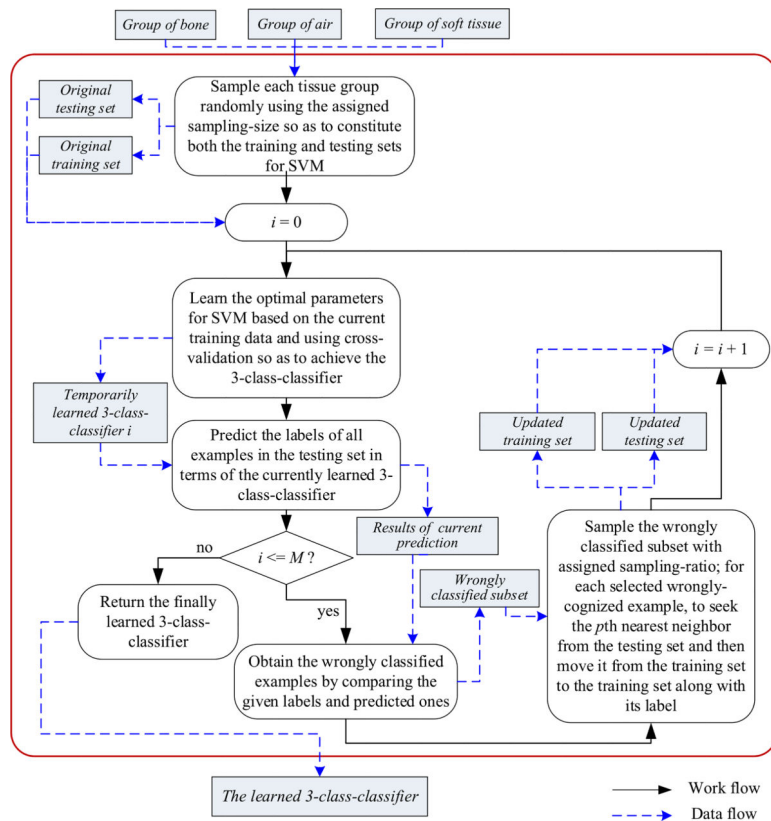 Group of bone
Group of air
Group of soft tissue
Original
testing set
Original
training set
Sample each tissue group
randomly using the assigned
sampling-size so as to constitute
both the training and testing sets
for SVM
i = 0
Learn the optimal parameters
for SVM based on the current
training data and using cross-
validation so as to achieve the
3-class-classifier
i = i + 1
Temporarily
learned 3-class-
classifier i
Updated
training set
Updated
testing set
Predict the labels of all
examples in the testing set in
terms of the currently learned 3-
class-classifier
Results of current
prediction
i <= M ?
no
yes
Wrongly
classified subset
Return the finally
learned 3-class-
classifier
Sample the wrongly
classified subset with
assigned sampling-ratio; for
each selected wrongly-
cognized example, to seek
the pth nearest neighbor
from the testing set and then
move it from the training set
to the training set along with
its label
Obtain the wrongly classified
examples by comparing the
given labels and predicted ones
The learned 3-class-classifier
Work flow
Data flow